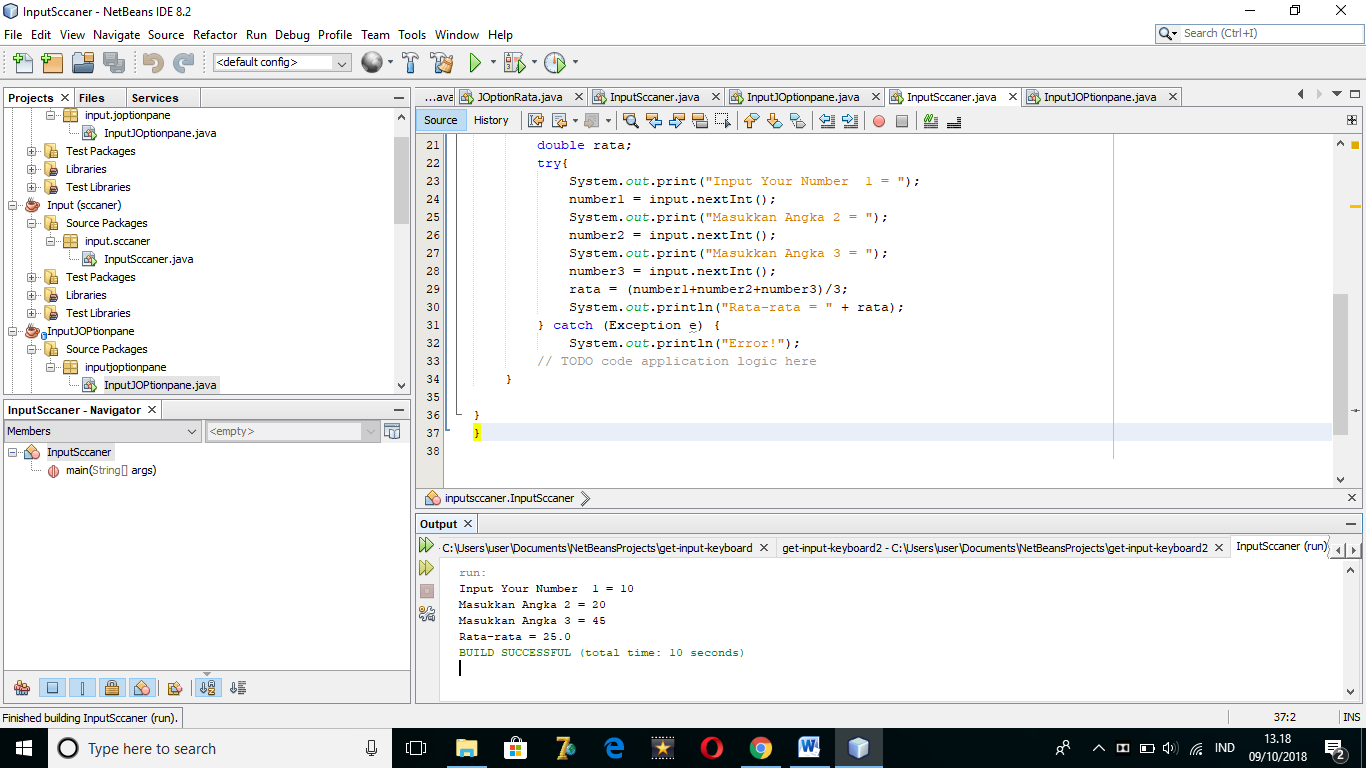 InputSccaner - NetBeans IDE 8.2
File Edit View Navigate Source Refactor Run Debug Profile Team Tools Window Help
Search (Ctrl+I)
<default config>
Projects Files Services
input.joptionpane
InputJOptionpane.java
Test Packages
Libraries
Test Libraries
Input (sccaner)
Source Packages
input.sccaner
InputSccaner.java
Test Packages
Libraries
Test Libraries
InputJOPtionpane
Source Packages
inputjoptionpane
InputJOPtionpane.java
InputSccaner - Navigator
Members <empty>
InputSccaner
main(String[] args)
...ava JOptionRata.java InputSccaner.java InputJOptionpane.java InputSccaner.java InputJOPtionpane.java
Source History
21 double rata;
22 try{
23 System.out.print("Input Your Number  1 = ");
24 number1 = input.nextInt();
25 System.out.print("Masukkan Angka 2 = ");
26 number2 = input.nextInt();
27 System.out.print("Masukkan Angka 3 = ");
28 number3 = input.nextInt();
29 rata = (number1+number2+number3)/3;
30 System.out.println("Rata-rata = " + rata);
31 } catch (Exception e) {
32 System.out.println("Error!");
33 // TODO code application logic here
34 }
35
36 }
37 }
38
inputsccaner.InputSccaner
Output
C:\Users\user\Documents\NetBeansProjects\get-input-keyboard get-input-keyboard2 - C:\Users\user\Documents\NetBeansProjects\get-input-keyboard2 InputSccaner (run)
run:
Input Your Number  1 = 10
Masukkan Angka 2 = 20
Masukkan Angka 3 = 45
Rata-rata = 25.0
BUILD SUCCESSFUL (total time: 10 seconds)
Finished building InputSccaner (run).
37:2 INS
Type here to search
IND
13.18
09/10/2018
2